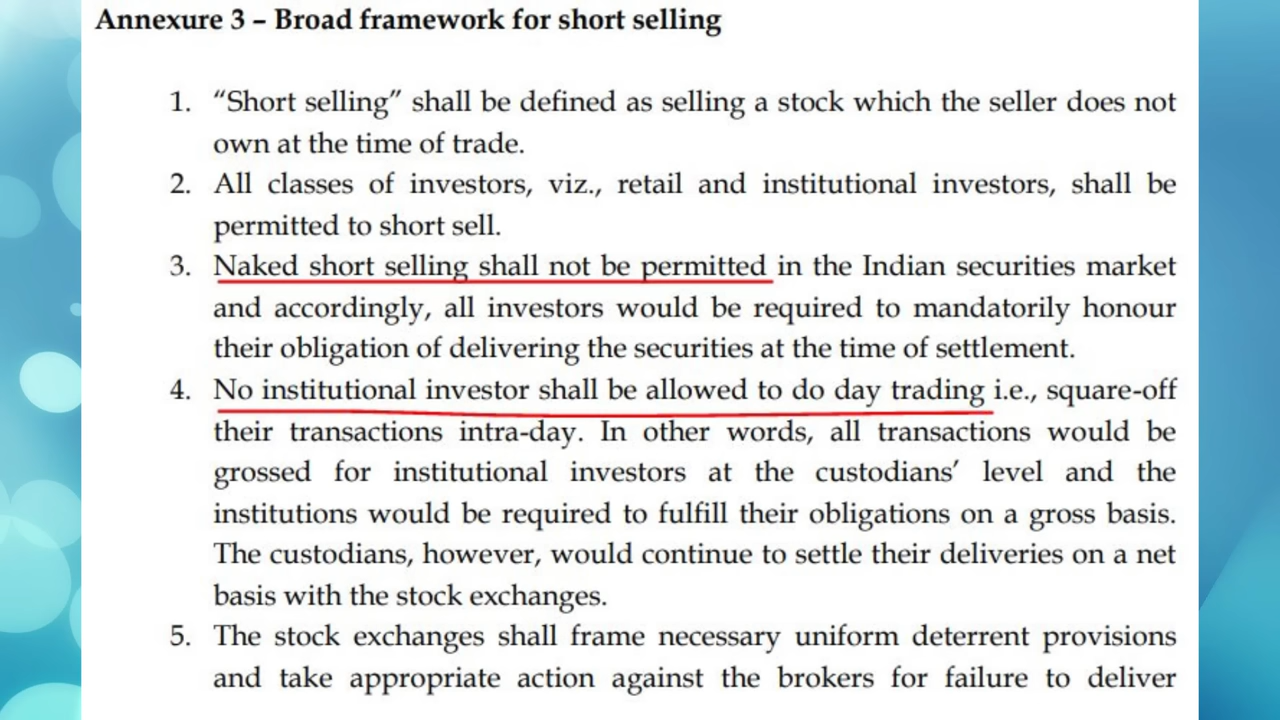 Annexure 3 – Broad framework for short selling
1. “Short selling” shall be defined as selling a stock which the seller does not
own at the time of trade.
2. All classes of investors, viz., retail and institutional investors, shall be
permitted to short sell.
3. Naked short selling shall not be permitted in the Indian securities market
and accordingly, all investors would be required to mandatorily honour
their obligation of delivering the securities at the time of settlement.
4. No institutional investor shall be allowed to do day trading i.e., square-off
their transactions intra-day. In other words, all transactions would be
grossed for institutional investors at the custodians’ level and the
institutions would be required to fulfill their obligations on a gross basis.
The custodians, however, would continue to settle their deliveries on a net
basis with the stock exchanges.
5. The stock exchanges shall frame necessary uniform deterrent provisions
and take appropriate action against the brokers for failure to deliver